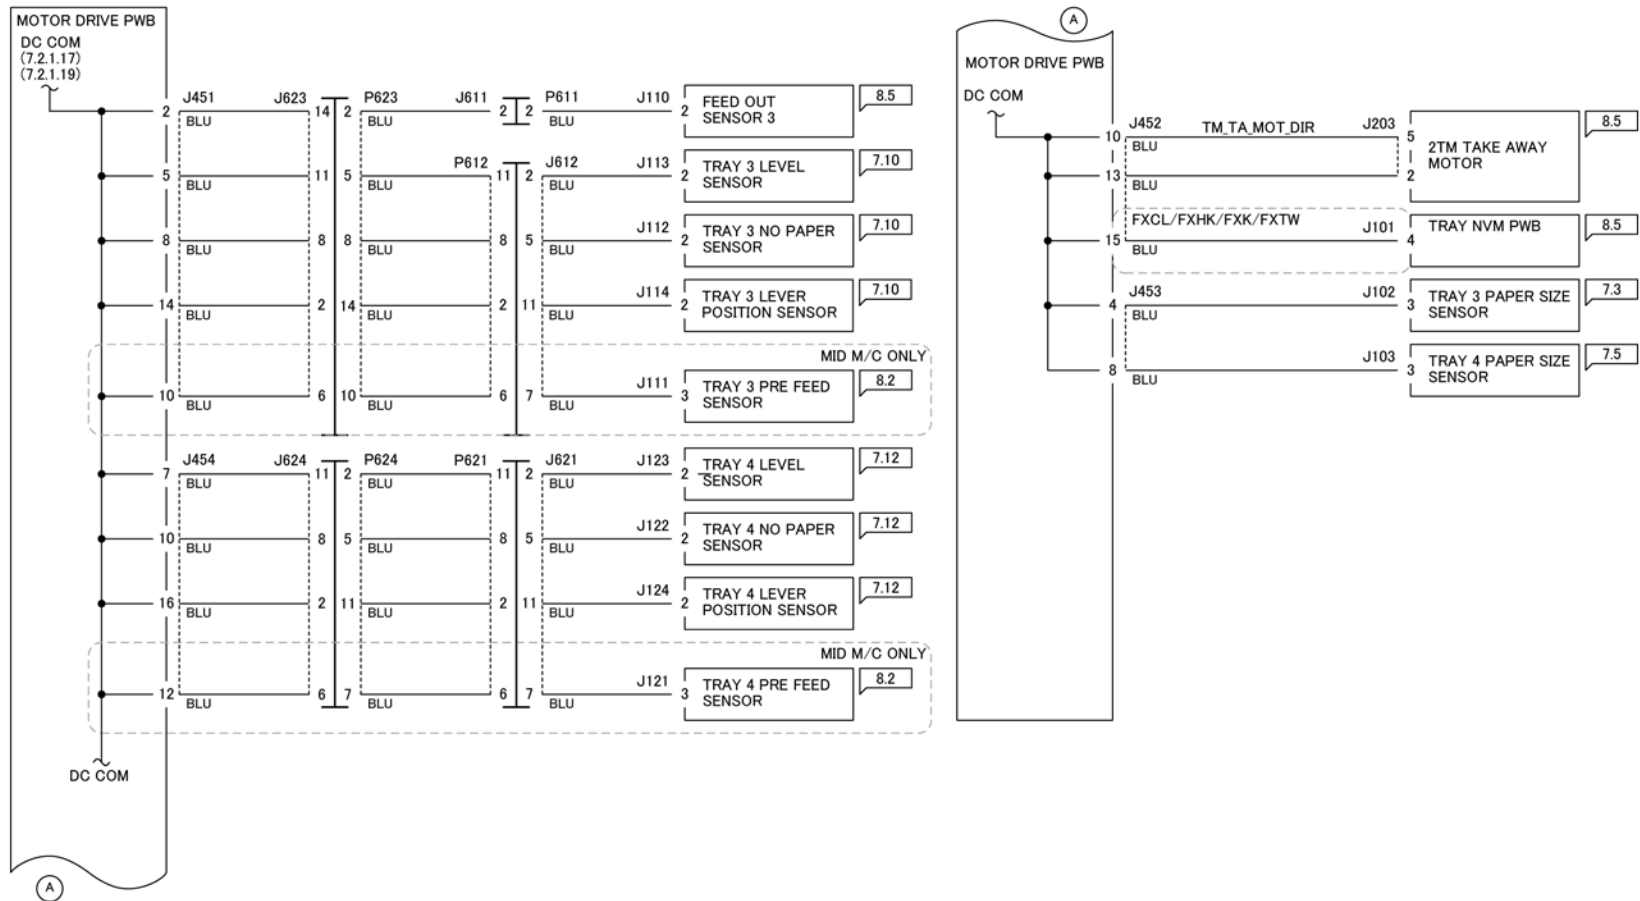 MOTOR DRIVE PWB
DC COM
(7.2.1.17)
(7.2.1.19)
2 J451 BLU J623 14 2 P623 BLU J611 2 2 P611 BLU J110 2 FEED OUT SENSOR 3 8.5
5 BLU 11 5 BLU P612 11 2 J612 BLU J113 2 TRAY 3 LEVEL SENSOR 7.10
8 BLU 8 8 BLU 8 5 BLU J112 2 TRAY 3 NO PAPER SENSOR 7.10
14 BLU 2 14 BLU 2 11 BLU J114 2 TRAY 3 LEVER POSITION SENSOR 7.10
MID M/C ONLY
10 BLU 6 10 BLU 6 7 BLU J111 3 TRAY 3 PRE FEED SENSOR 8.2
7 J454 BLU J624 11 2 P624 BLU P621 11 2 J621 BLU J123 2 TRAY 4 LEVEL SENSOR 7.12
10 BLU 8 5 BLU 8 5 BLU J122 2 TRAY 4 NO PAPER SENSOR 7.12
16 BLU 2 11 BLU 2 11 BLU J124 2 TRAY 4 LEVER POSITION SENSOR 7.12
MID M/C ONLY
12 BLU 6 7 BLU 6 7 BLU J121 3 TRAY 4 PRE FEED SENSOR 8.2
DC COM
A
A
MOTOR DRIVE PWB
DC COM
10 J452 BLU TM_TA_MOT_DIR J203 5 2TM TAKE AWAY MOTOR 8.5
13 BLU 2
FXCL/FXHK/FXK/FXTW
15 BLU J101 4 TRAY NVM PWB 8.5
4 J453 BLU J102 3 TRAY 3 PAPER SIZE SENSOR 7.3
8 BLU J103 3 TRAY 4 PAPER SIZE SENSOR 7.5